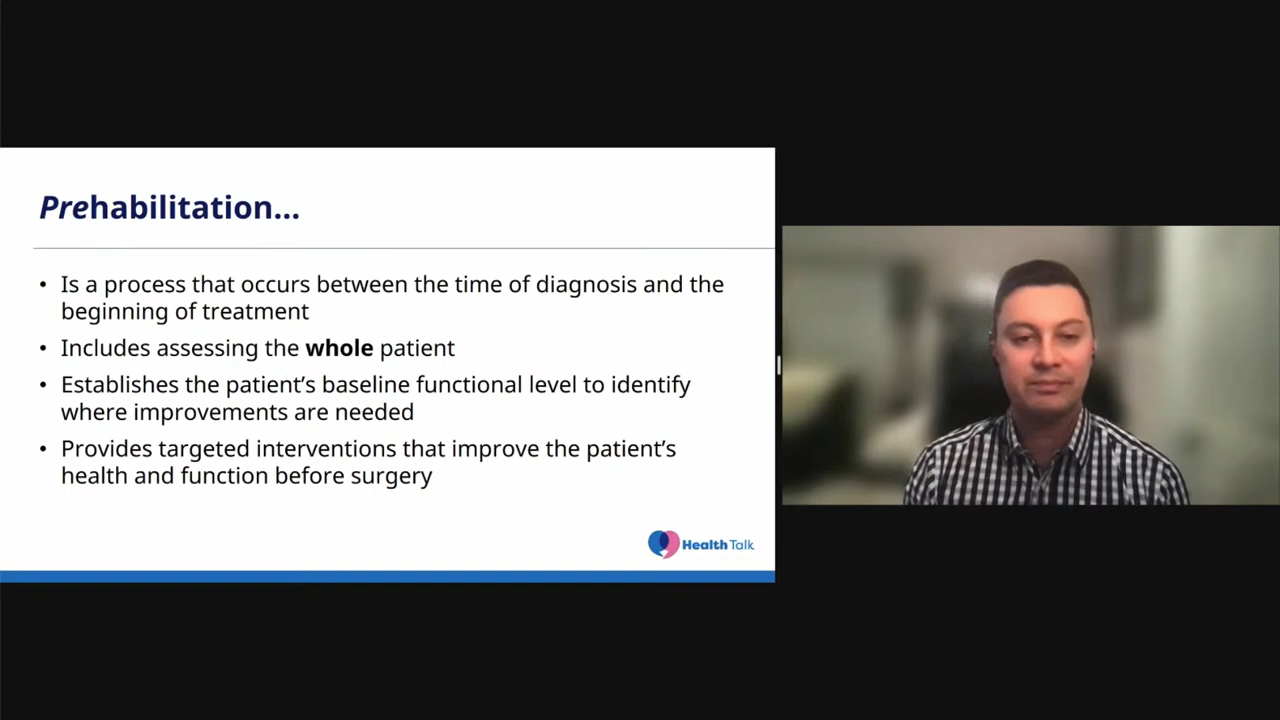 Prehabilitation...
• Is a process that occurs between the time of diagnosis and the
beginning of treatment
• Includes assessing the whole patient
• Establishes the patient’s baseline functional level to identify
where improvements are needed
• Provides targeted interventions that improve the patient’s
health and function before surgery
Health Talk